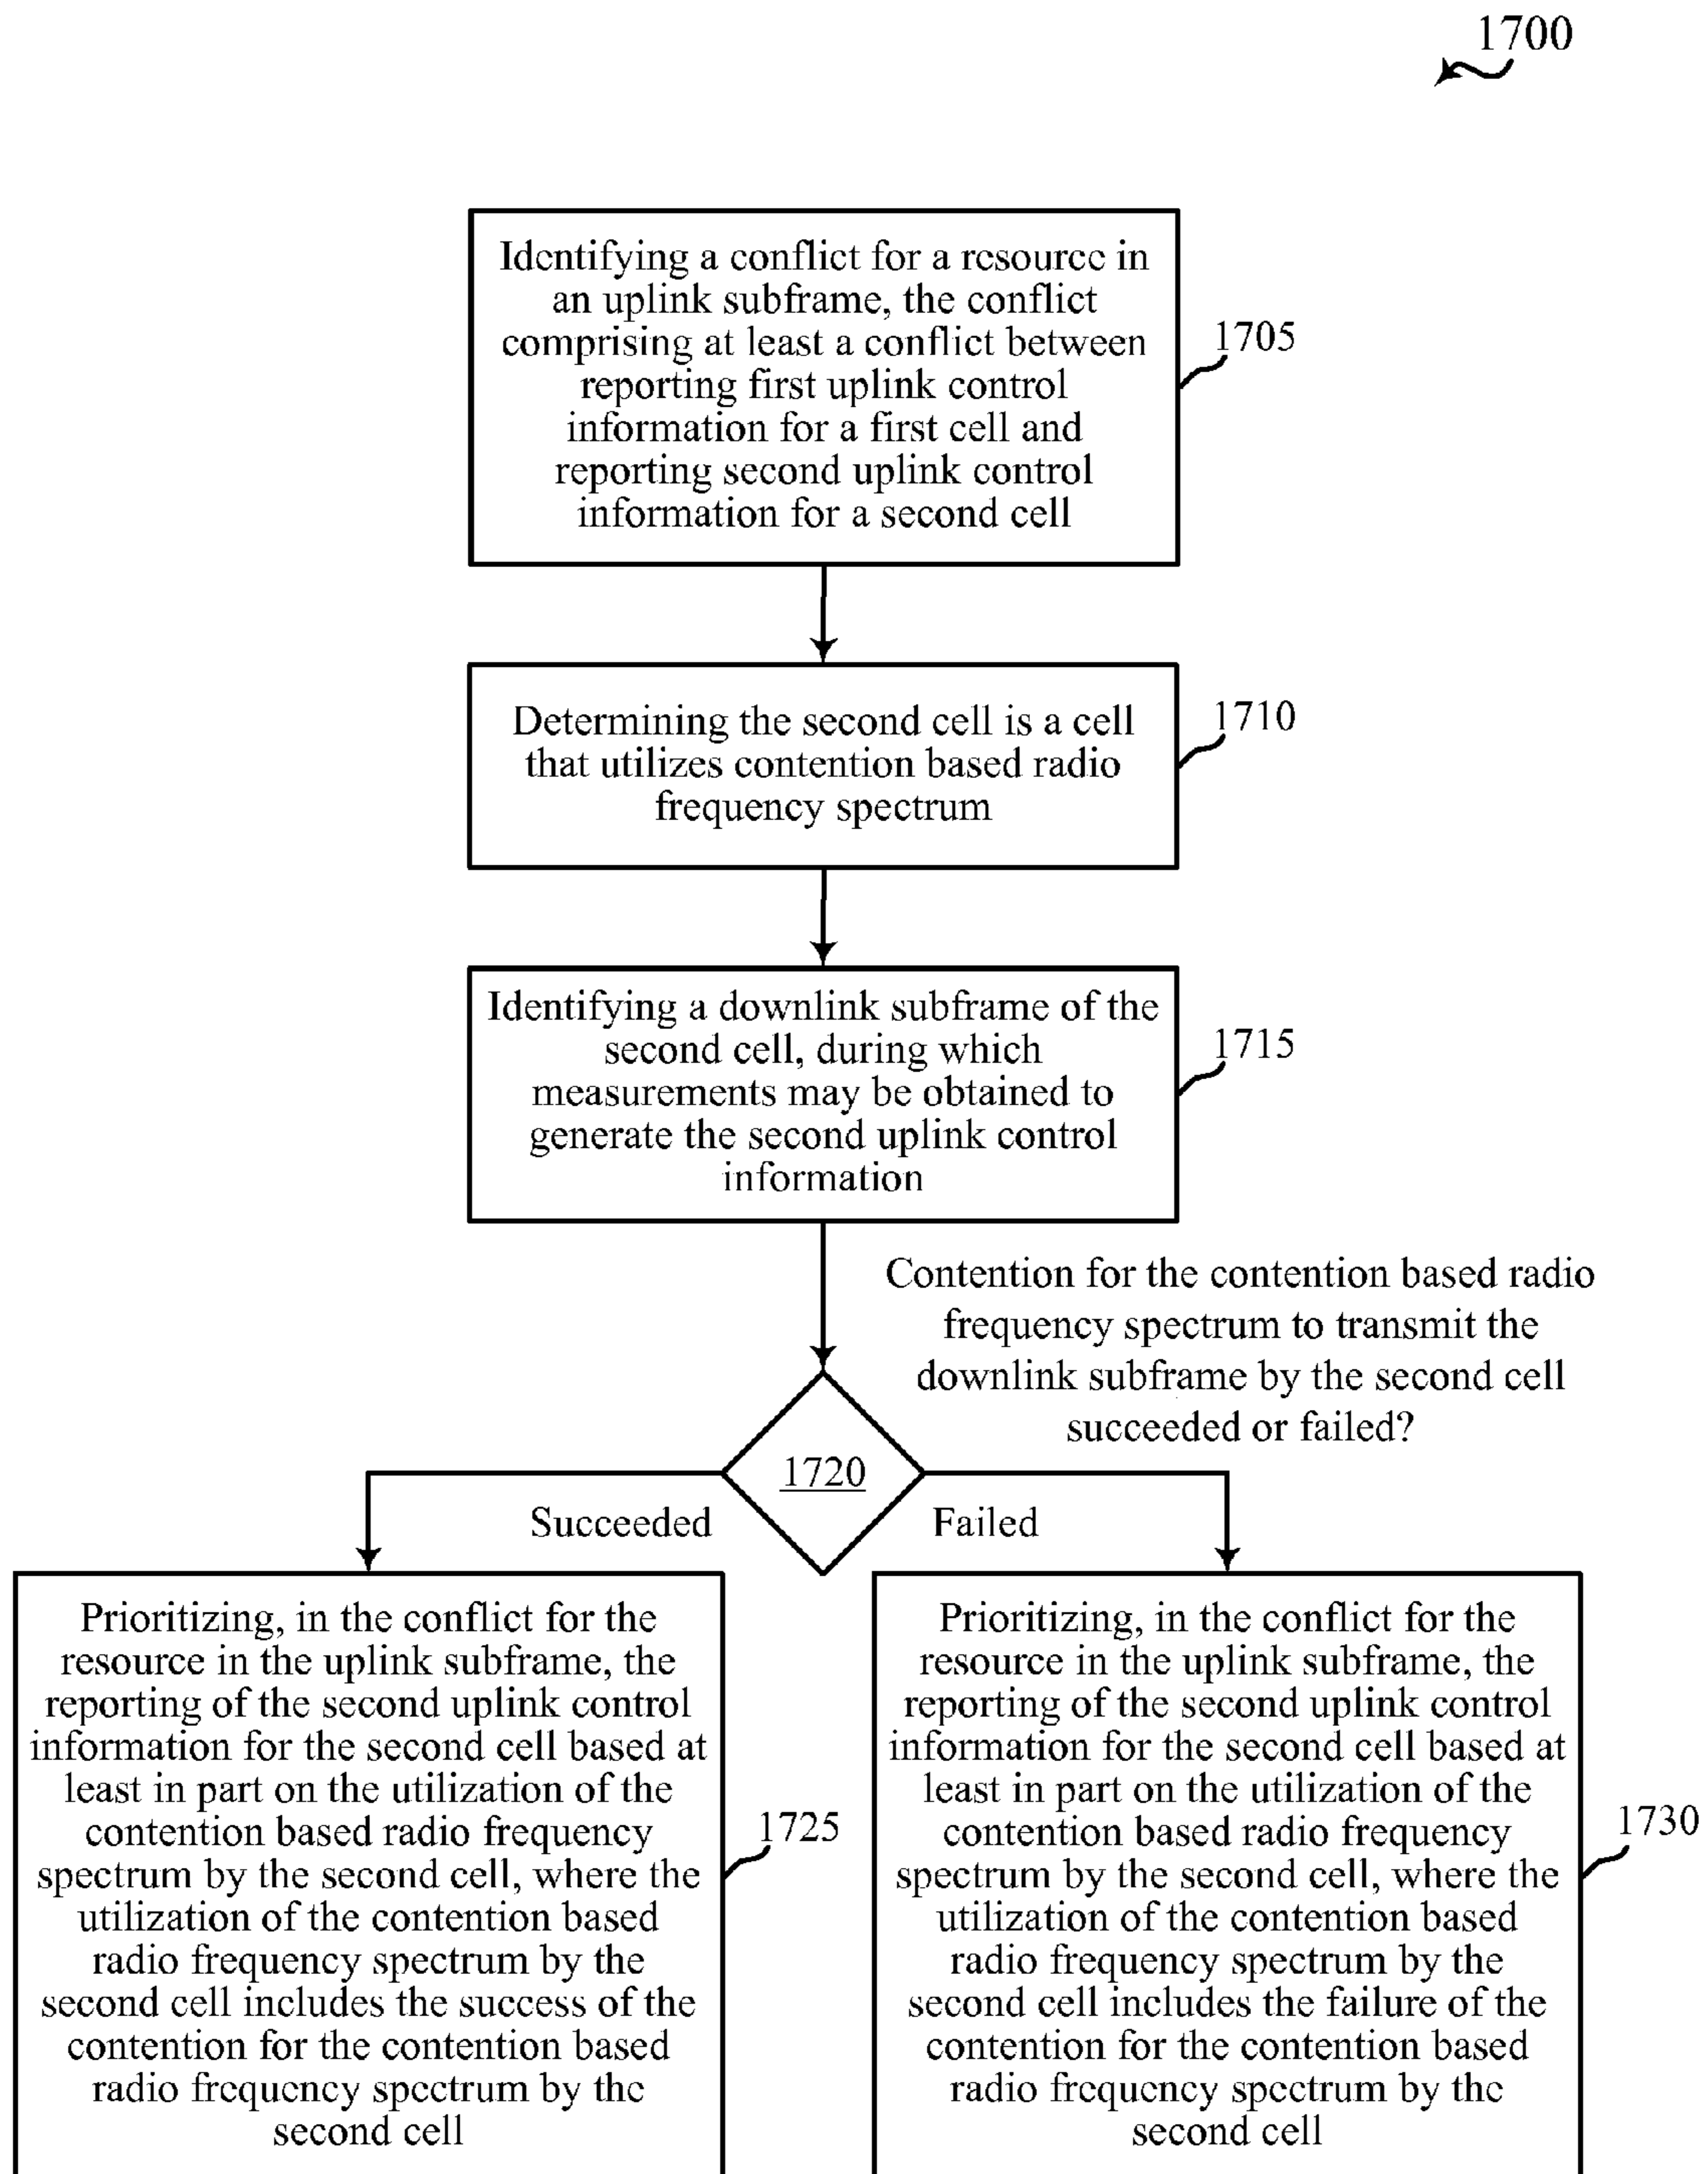 1700
Identifying a conflict for a resource in
an uplink subframe, the conflict
comprising at least a conflict between
reporting first uplink control
information for a first cell and
reporting second uplink control
information for a second cell
1705
Determining the second cell is a cell
that utilizes contention based radio
frequency spectrum
1710
Identifying a downlink subframe of the
second cell, during which
measurements may be obtained to
generate the second uplink control
information
1715
Contention for the contention based radio
frequency spectrum to transmit the
downlink subframe by the second cell
succeeded or failed?
1720
Succeeded
Failed
Prioritizing, in the conflict for the
resource in the uplink subframe, the
reporting of the second uplink control
information for the second cell based at
least in part on the utilization of the
contention based radio frequency
spectrum by the second cell, where the
utilization of the contention based
radio frequency spectrum by the
second cell includes the success of the
contention for the contention based
radio frequency spectrum by the
second cell
1725
Prioritizing, in the conflict for the
resource in the uplink subframe, the
reporting of the second uplink control
information for the second cell based at
least in part on the utilization of the
contention based radio frequency
spectrum by the second cell, where the
utilization of the contention based
radio frequency spectrum by the
second cell includes the failure of the
contention for the contention based
radio frequency spectrum by the
second cell
1730